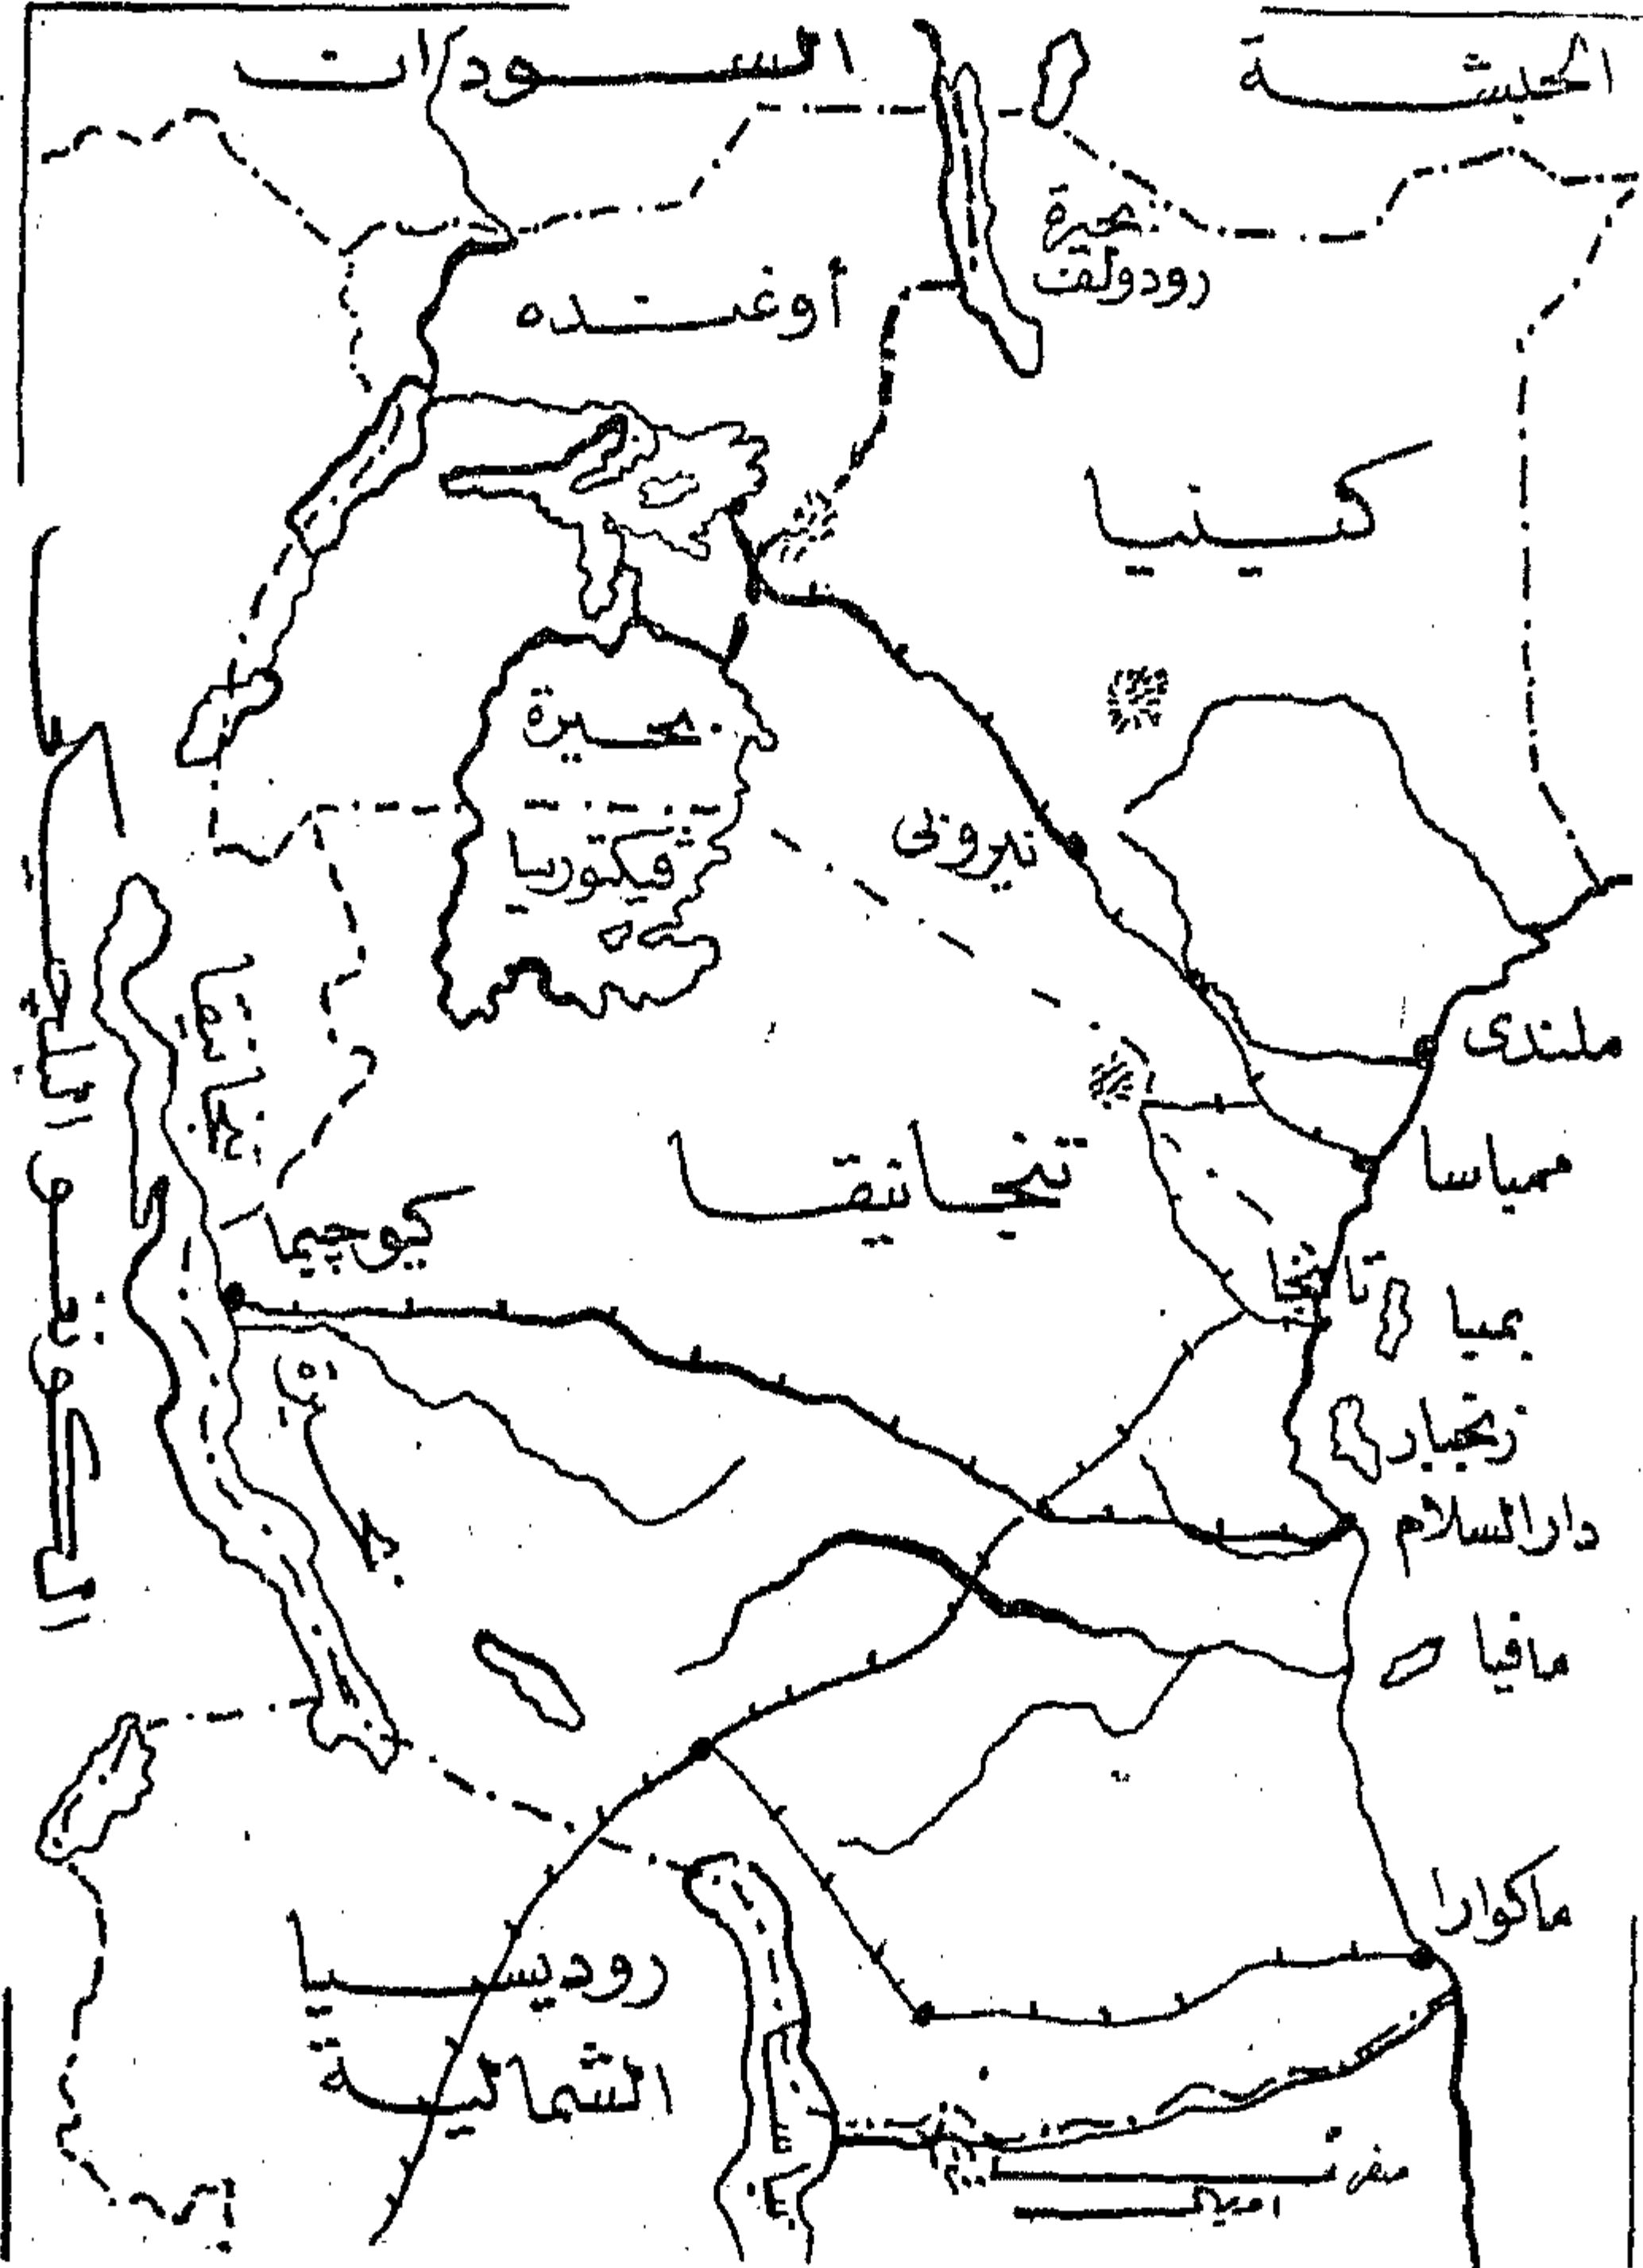 السودان
الحبشة
بحيرة
رودولف
أوغنده
كينيا
بحيرة
فيكتوريا
نيروبى
ملندى
ممباسا
تنجانيقا
كيوجيما
تانجا
بمبا
زنجبار
دار السلام
مافيا
ماكوارا
روديسيا
الشمالية
ميل